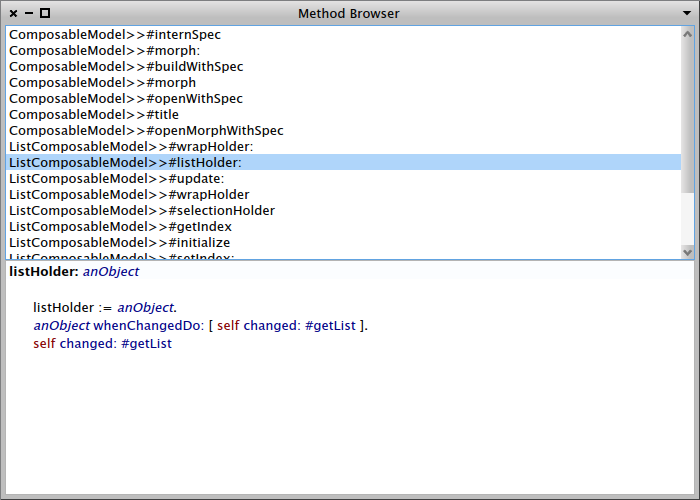 Method Browser
ComposableModel>>#internSpec
ComposableModel>>#morph:
ComposableModel>>#buildWithSpec
ComposableModel>>#morph
ComposableModel>>#openWithSpec
ComposableModel>>#title
ComposableModel>>#openMorphWithSpec
ListComposableModel>>#wrapHolder:
ListComposableModel>>#listHolder:
ListComposableModel>>#update:
ListComposableModel>>#wrapHolder
ListComposableModel>>#selectionHolder
ListComposableModel>>#getIndex
ListComposableModel>>#initialize
ListComposableModel>>#setIndex:
listHolder: anObject
listHolder := anObject.
anObject whenChangedDo: [ self changed: #getList ].
self changed: #getList